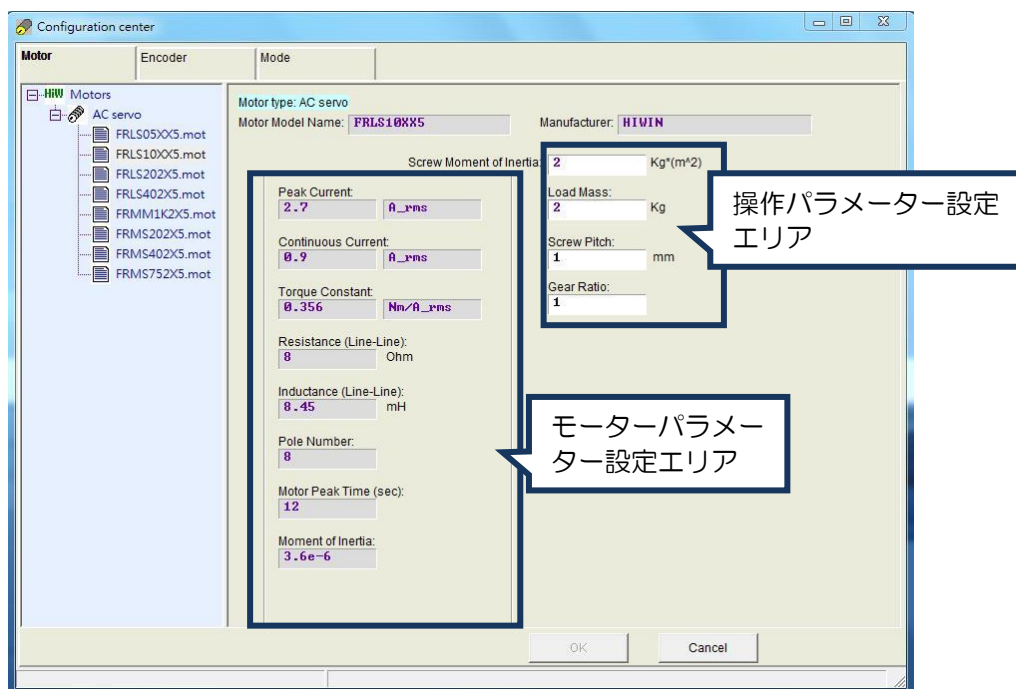 Configuration center
Motor
Encoder
Mode
HiW Motors
AC servo
FRLS05XX5.mot
FRLS10XX5.mot
FRLS202X5.mot
FRLS402X5.mot
FRMM1K2X5.mot
FRMS202X5.mot
FRMS402X5.mot
FRMS752X5.mot
Motor type: AC servo
Motor Model Name: FRLS10XX5 Manufacturer: HIWIN
Screw Moment of Inertia: 2 Kg*(m^2)
Load Mass:
2 Kg
Screw Pitch:
1 mm
Gear Ratio:
1
操作パラメーター設定
エリア
Peak Current:
2.7 A_rms
Continuous Current:
0.9 A_rms
Torque Constant:
0.356 Nm/A_rms
Resistance (Line-Line):
8 Ohm
Inductance (Line-Line):
8.45 mH
Pole Number:
8
Motor Peak Time (sec):
12
Moment of Inertia:
3.6e-6
モーターパラメー
ター設定エリア
OK
Cancel